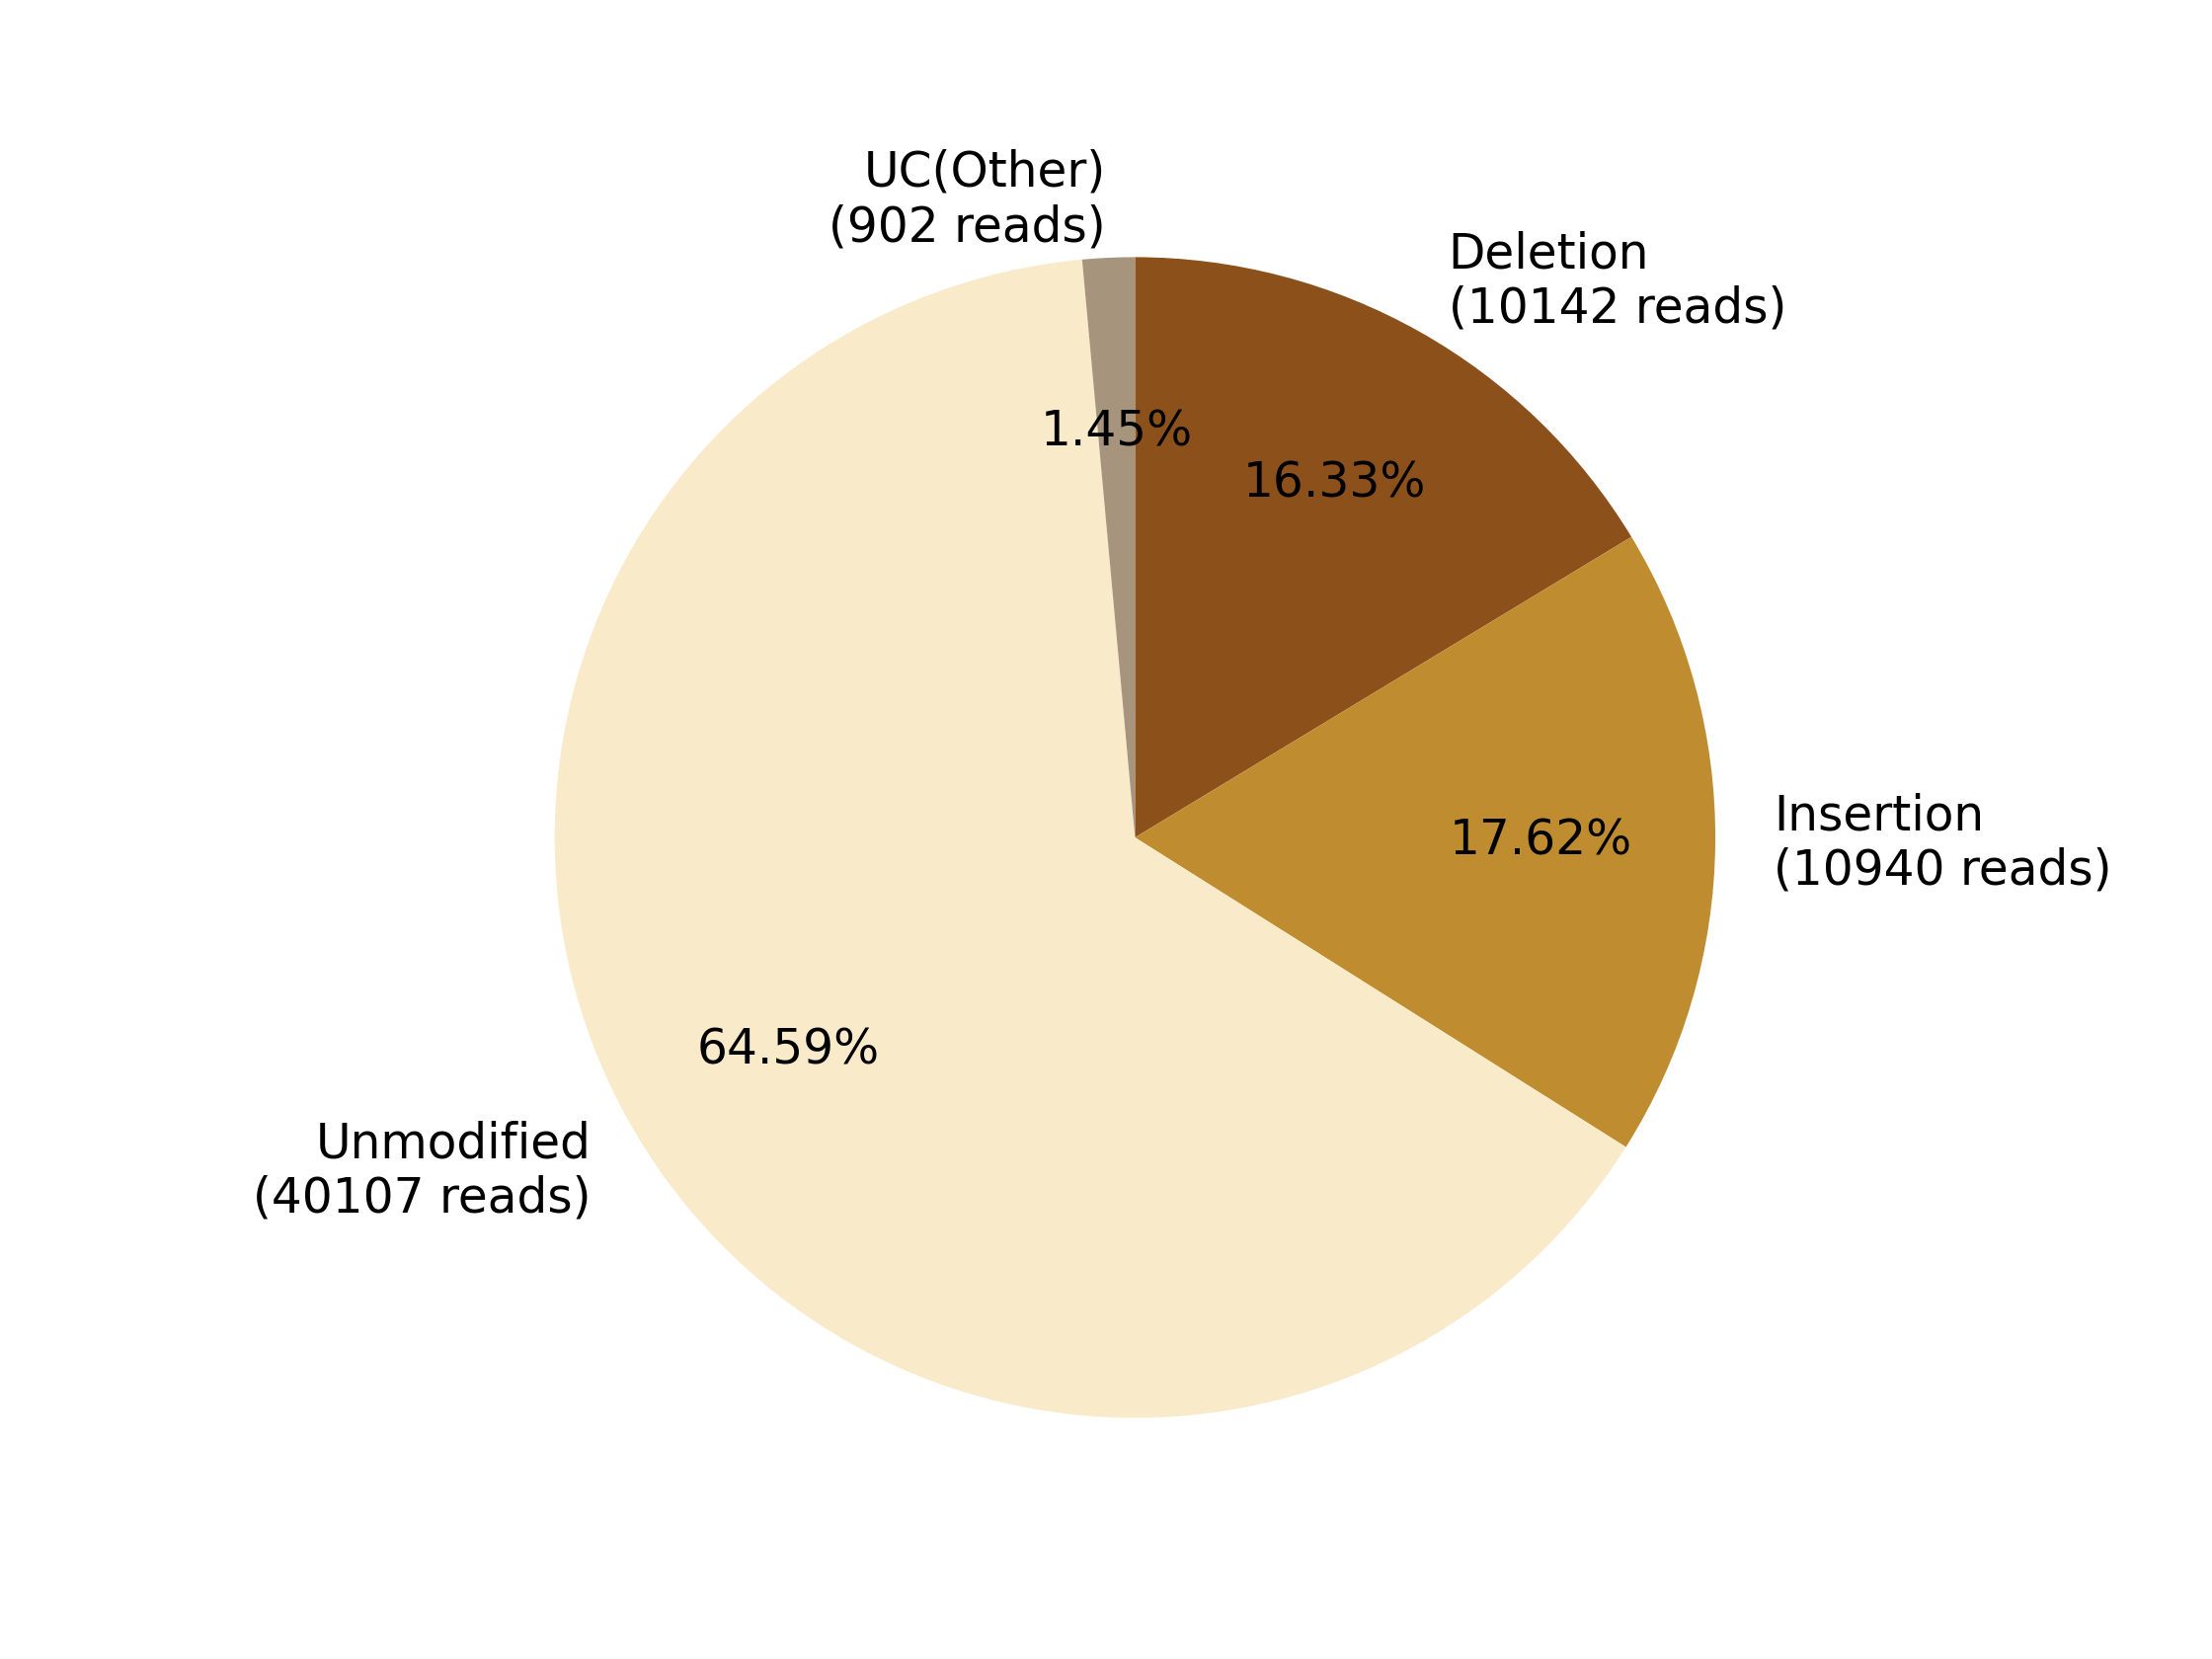 UC(Other)
(902 reads)
Deletion
(10142 reads)
1.45%
16.33%
Insertion
(10940 reads)
17.62%
64.59%
Unmodified
(40107 reads)